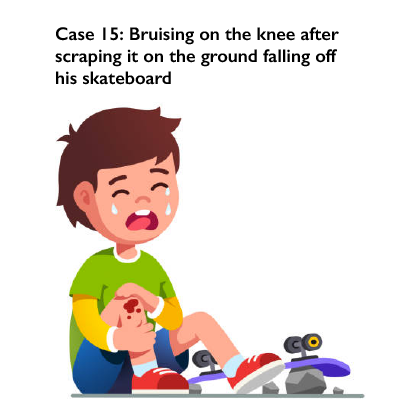 Case 15: Bruising on the knee after
scraping it on the ground falling off
his skateboard